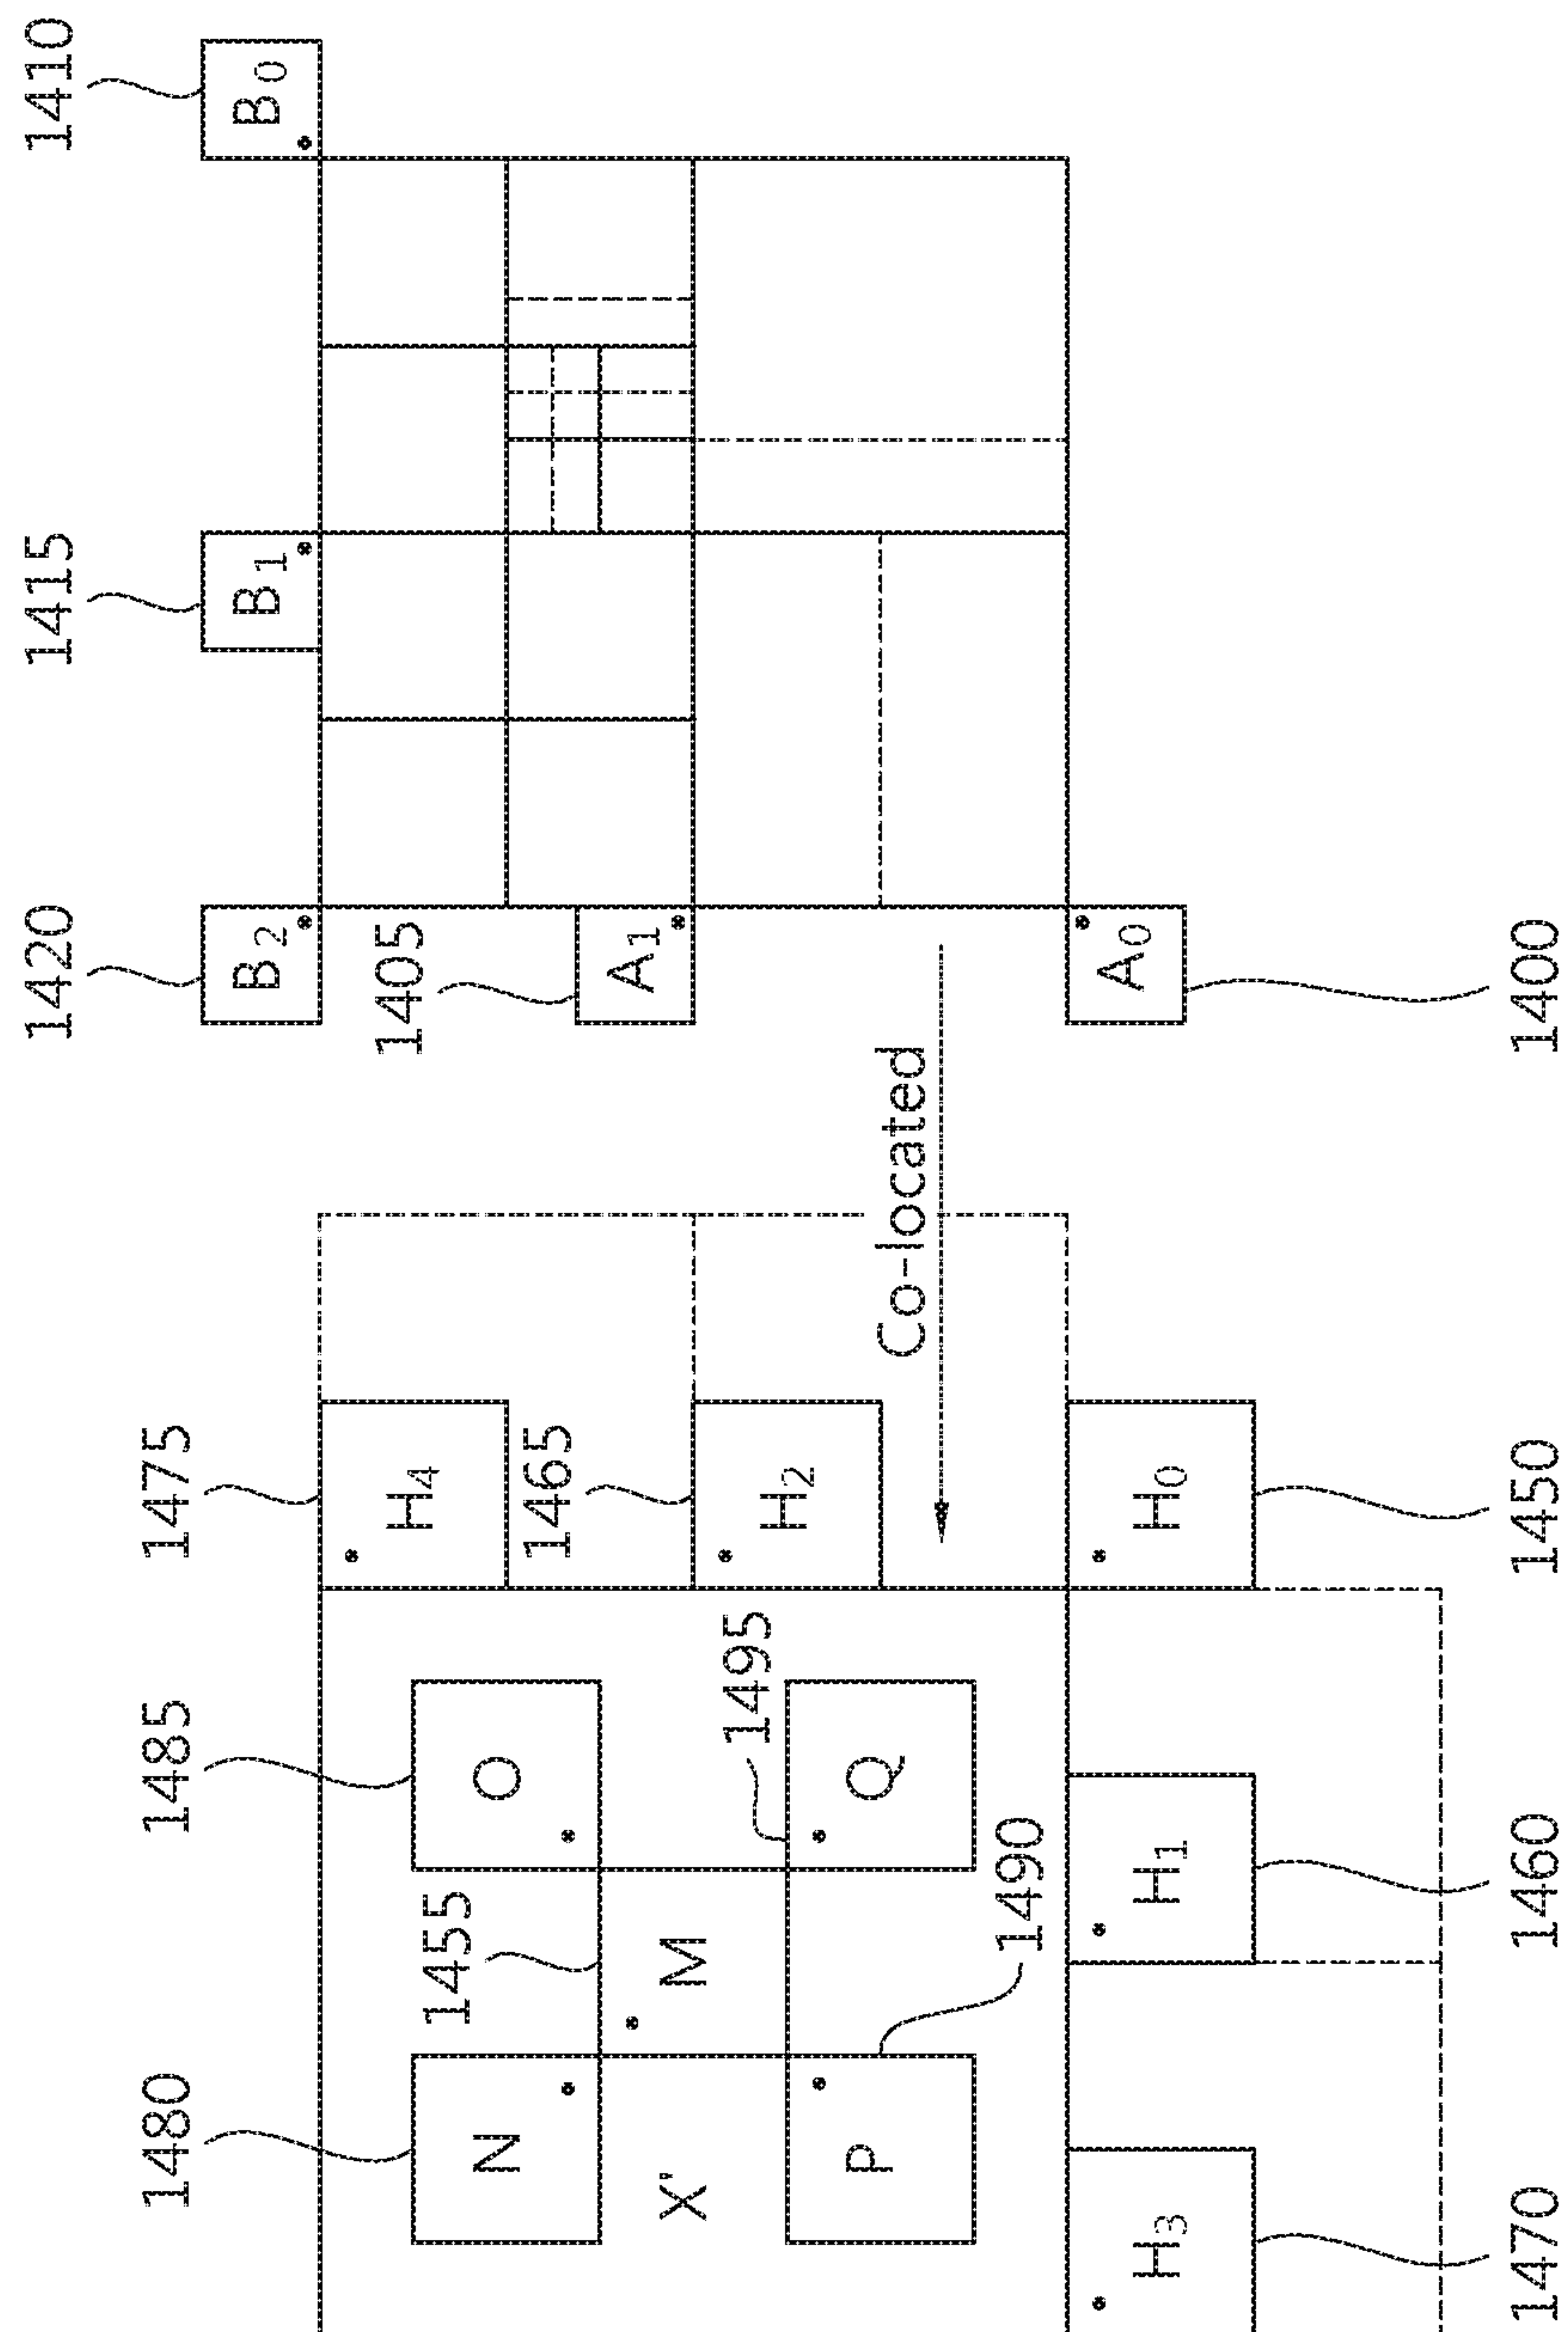 1420 1415 1410
1480 1485 1475
B2 B1 B0
H4 1405
1455
N O
1465
A1
X' M
1495
H2
P Q
Co-located
1490
A0
H3 H1 H0
1470 1460 1450 1400